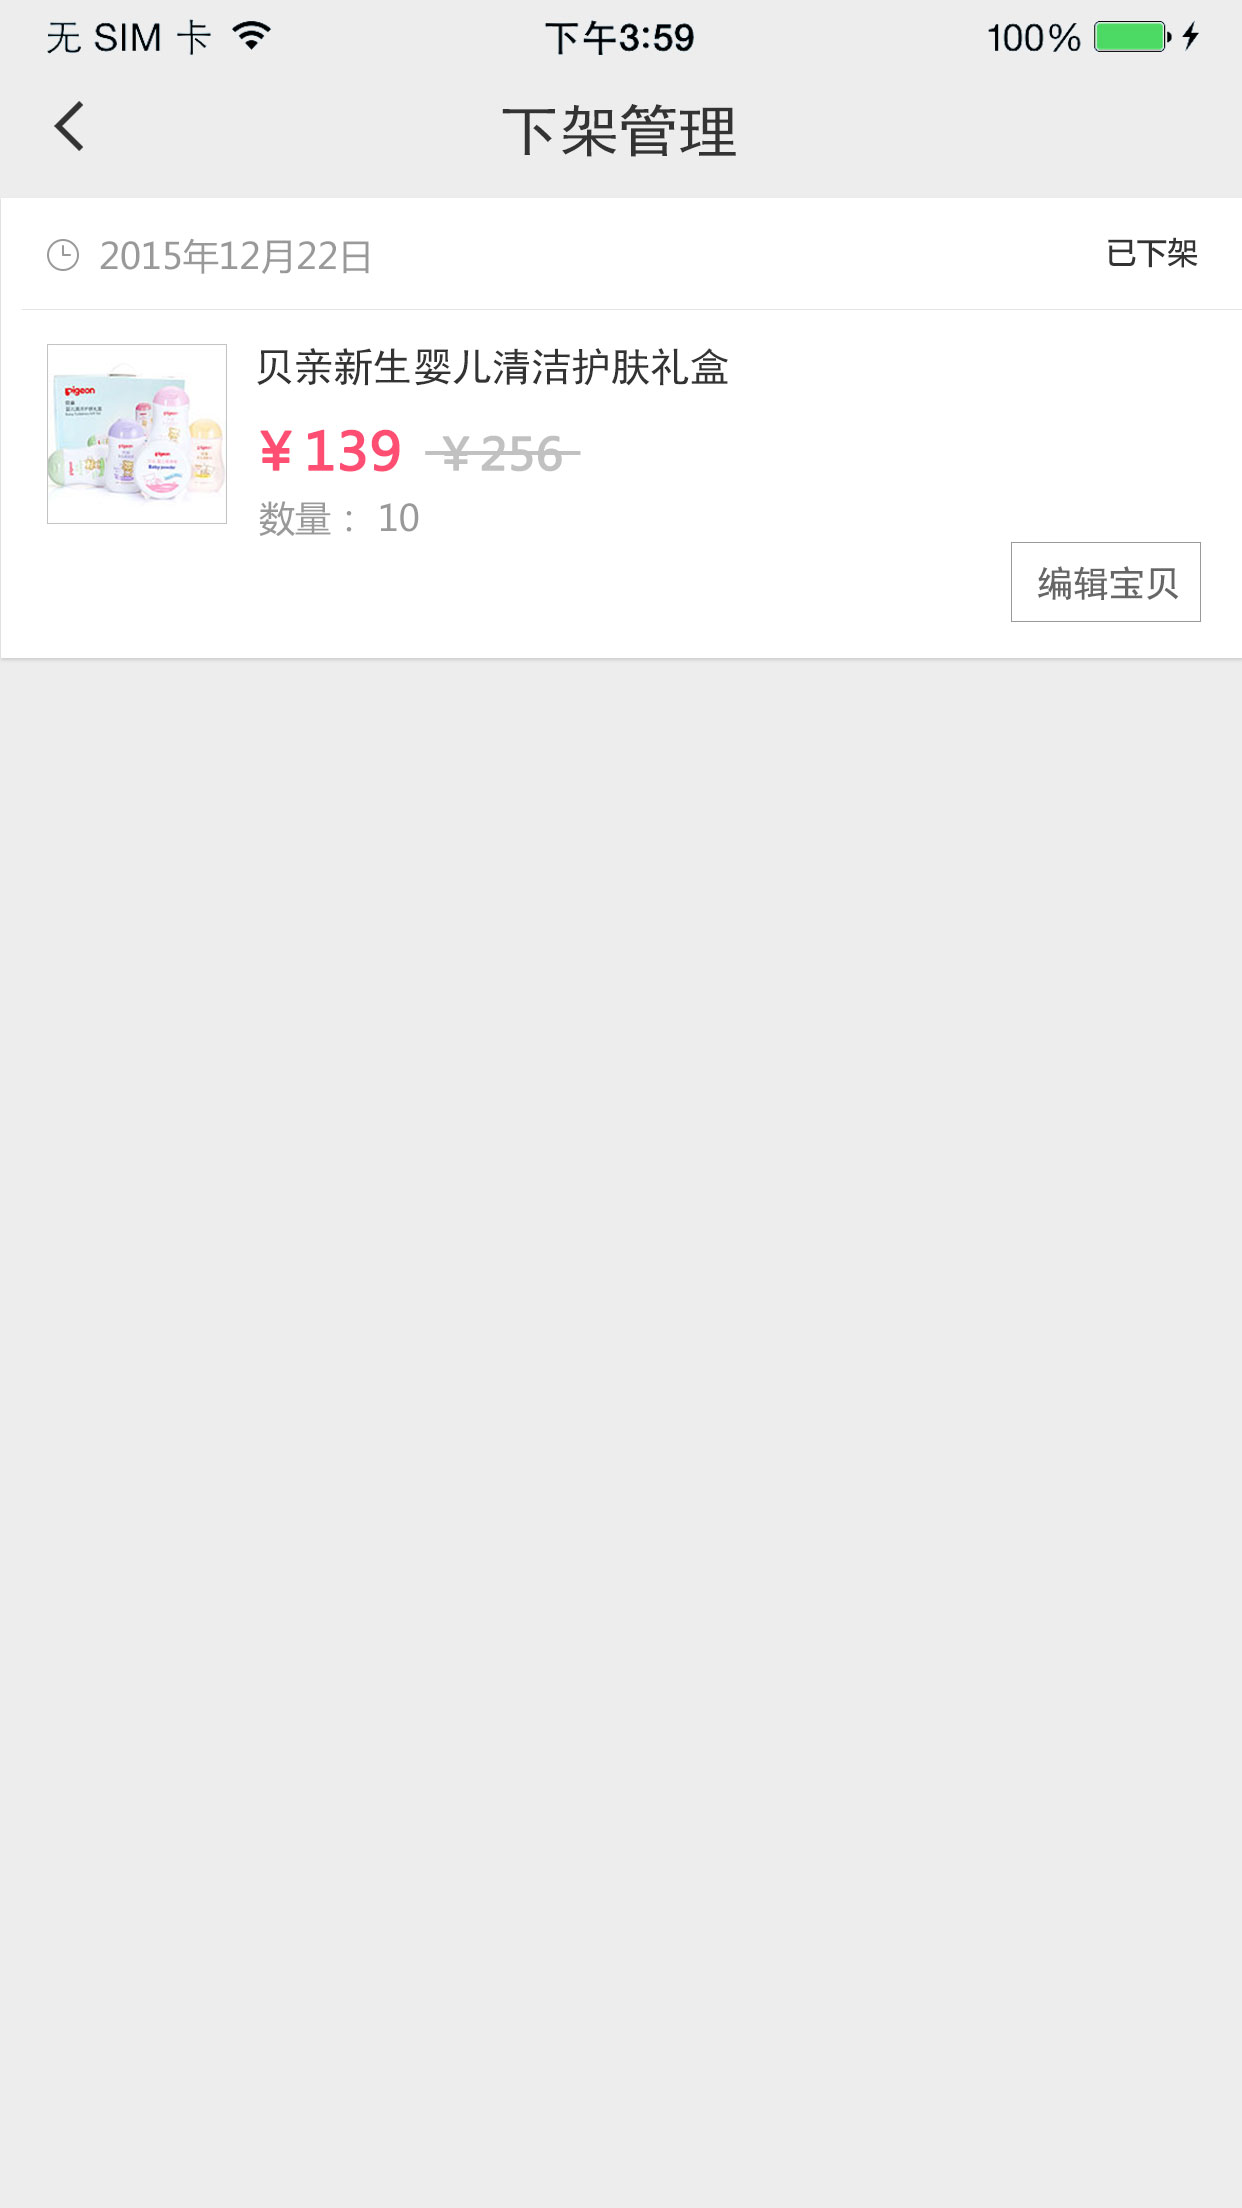 无 SIM 卡 下午3:59 100%
下架管理
2015年12月22日 已下架
贝亲新生婴儿清洁护肤礼盒
¥139 ¥256
数量： 10
编辑宝贝
pigeon
Baby powder